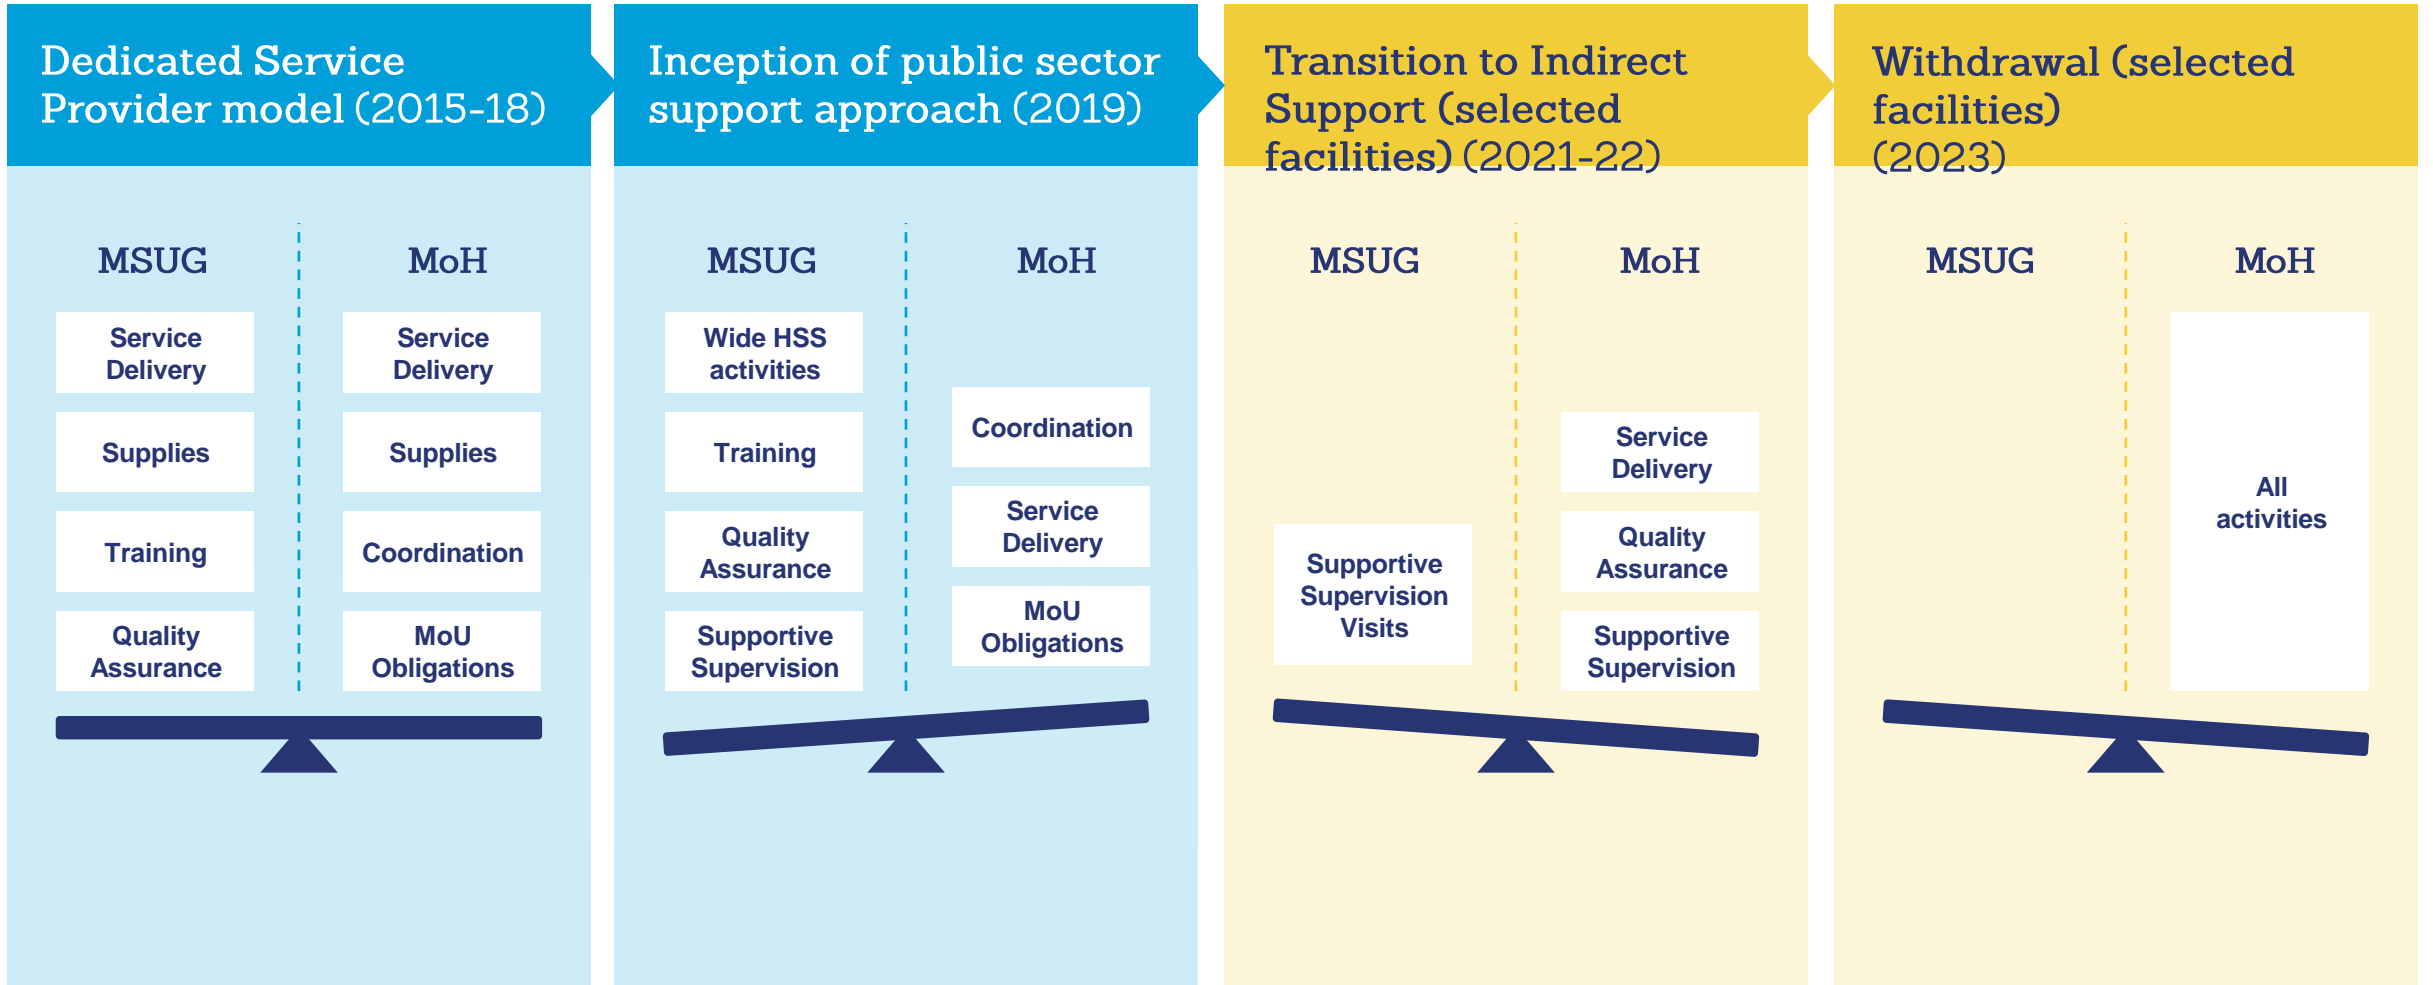 Dedicated Service
Provider model (2015-18)
MSUG
MoH
Service
Delivery
Supplies
Training
Quality
Assurance
Service
Delivery
Supplies
Coordination
MoU
Obligations
Inception of public sector
support approach (2019)
MSUG
MoH
Wide HSS
activities
Training
Quality
Assurance
Supportive
Supervision
Coordination
Service
Delivery
MoU
Obligations
Transition to Indirect
Support (selected
facilities) (2021-22)
MSUG
MoH
Supportive
Supervision
Visits
Service
Delivery
Quality
Assurance
Supportive
Supervision
Withdrawal (selected
facilities)
(2023)
MSUG
MoH
All
activities